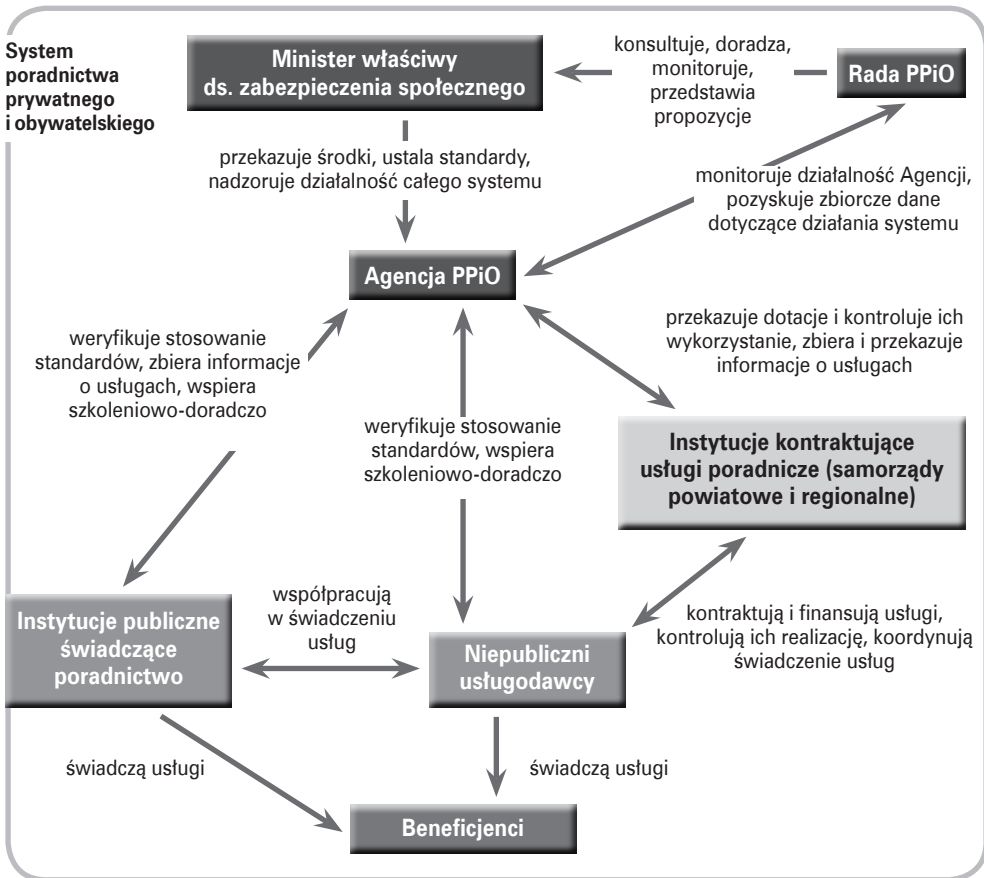 System
poradnictwa
prywatnego
i obywatelskiego
Minister właściwy
ds. zabezpieczenia społecznego
konsultuje, doradza,
monitoruje,
przedstawia
propozycje
Rada PPiO
przekazuje środki, ustala standardy,
nadzoruje działalność całego systemu
monitoruje działalność Agencji,
pozyskuje zbiorcze dane
dotyczące działania systemu
Agencja PPiO
weryfikuje stosowanie
standardów, zbiera informacje
o usługach, wspiera
szkoleniowo-doradczo
weryfikuje stosowanie
standardów, wspiera
szkoleniowo-doradczo
przekazuje dotacje i kontroluje ich
wykorzystanie, zbiera i przekazuje
informacje o usługach
Instytucje kontraktujące
usługi poradnicze (samorządy
powiatowe i regionalne)
Instytucje publiczne
świadczące
poradnictwo
współpracują
w świadczeniu
usług
Niepubliczni
usługodawcy
kontraktują i finansują usługi,
kontrolują ich realizację, koordynują
świadczenie usług
świadczą usługi
świadczą usługi
Beneficjenci